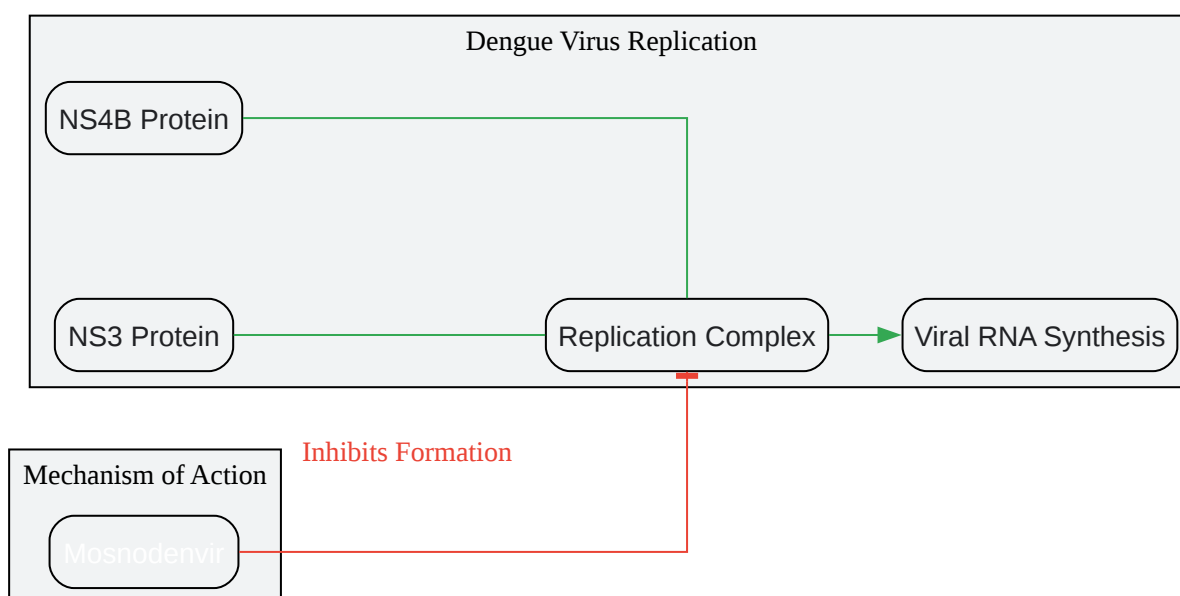 Dengue Virus Replication
NS4B Protein
NS3 Protein
Replication Complex
Viral RNA Synthesis
Inhibits Formation
Mechanism of Action
Mosnodenvir